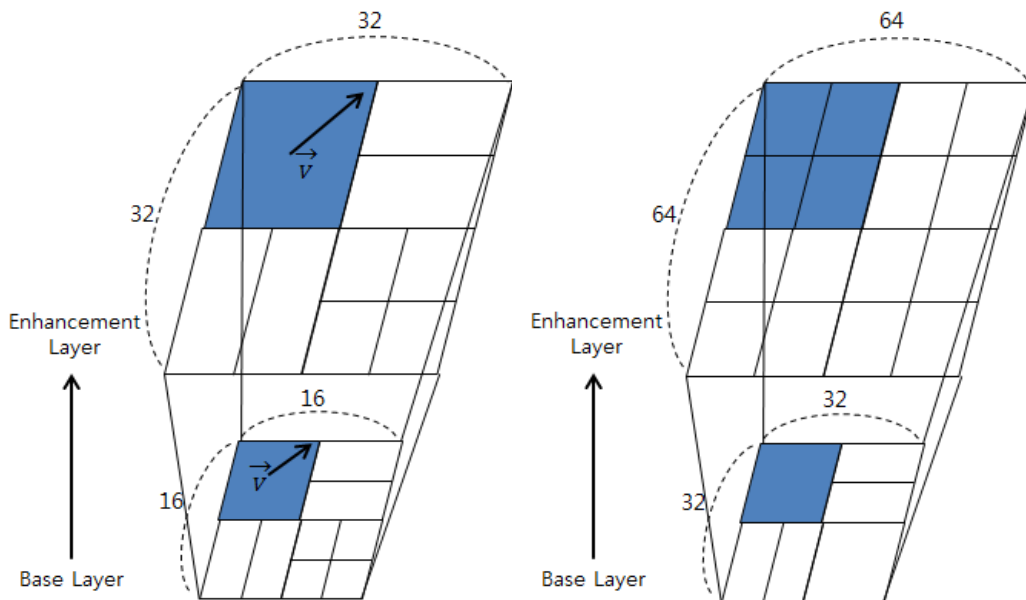 32
32
v
Enhancement
Layer
16
16
v
Base Layer
64
64
Enhancement
Layer
32
32
Base Layer